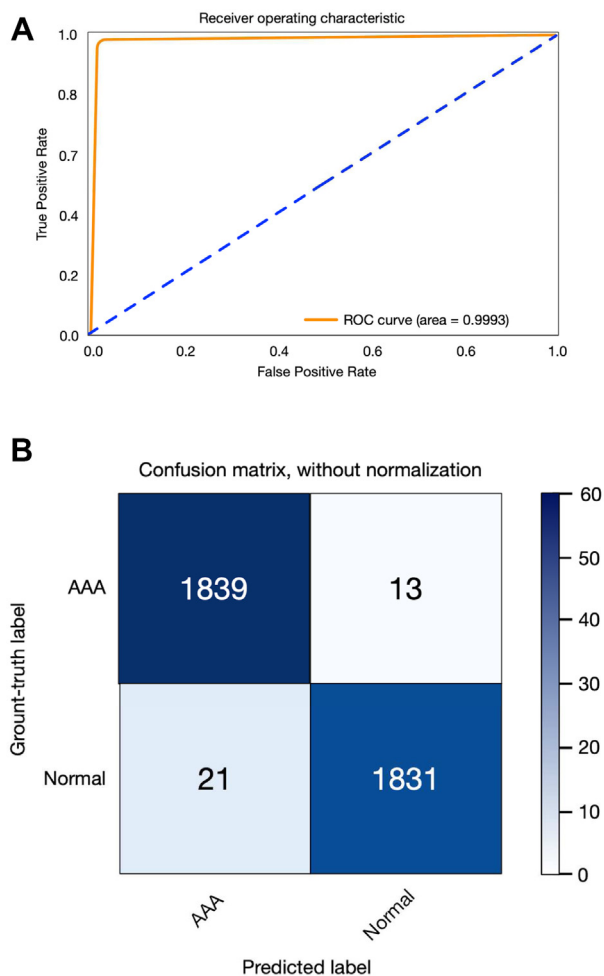 A
Receiver operating characteristic
1.0
0.8
0.7
0.4
0.2
0.0
True Positive Rate
ROC curve (area = 0.9993)
0.0 0.2 0.4 0.6 0.6 1.0
False Positive Rate
B
Confusion matrix, without normalization
Grount-truth label
AAA 1839 13
Normal 21 1831
AAA Normal
Predicted label
60
50
40
30
20
10
0